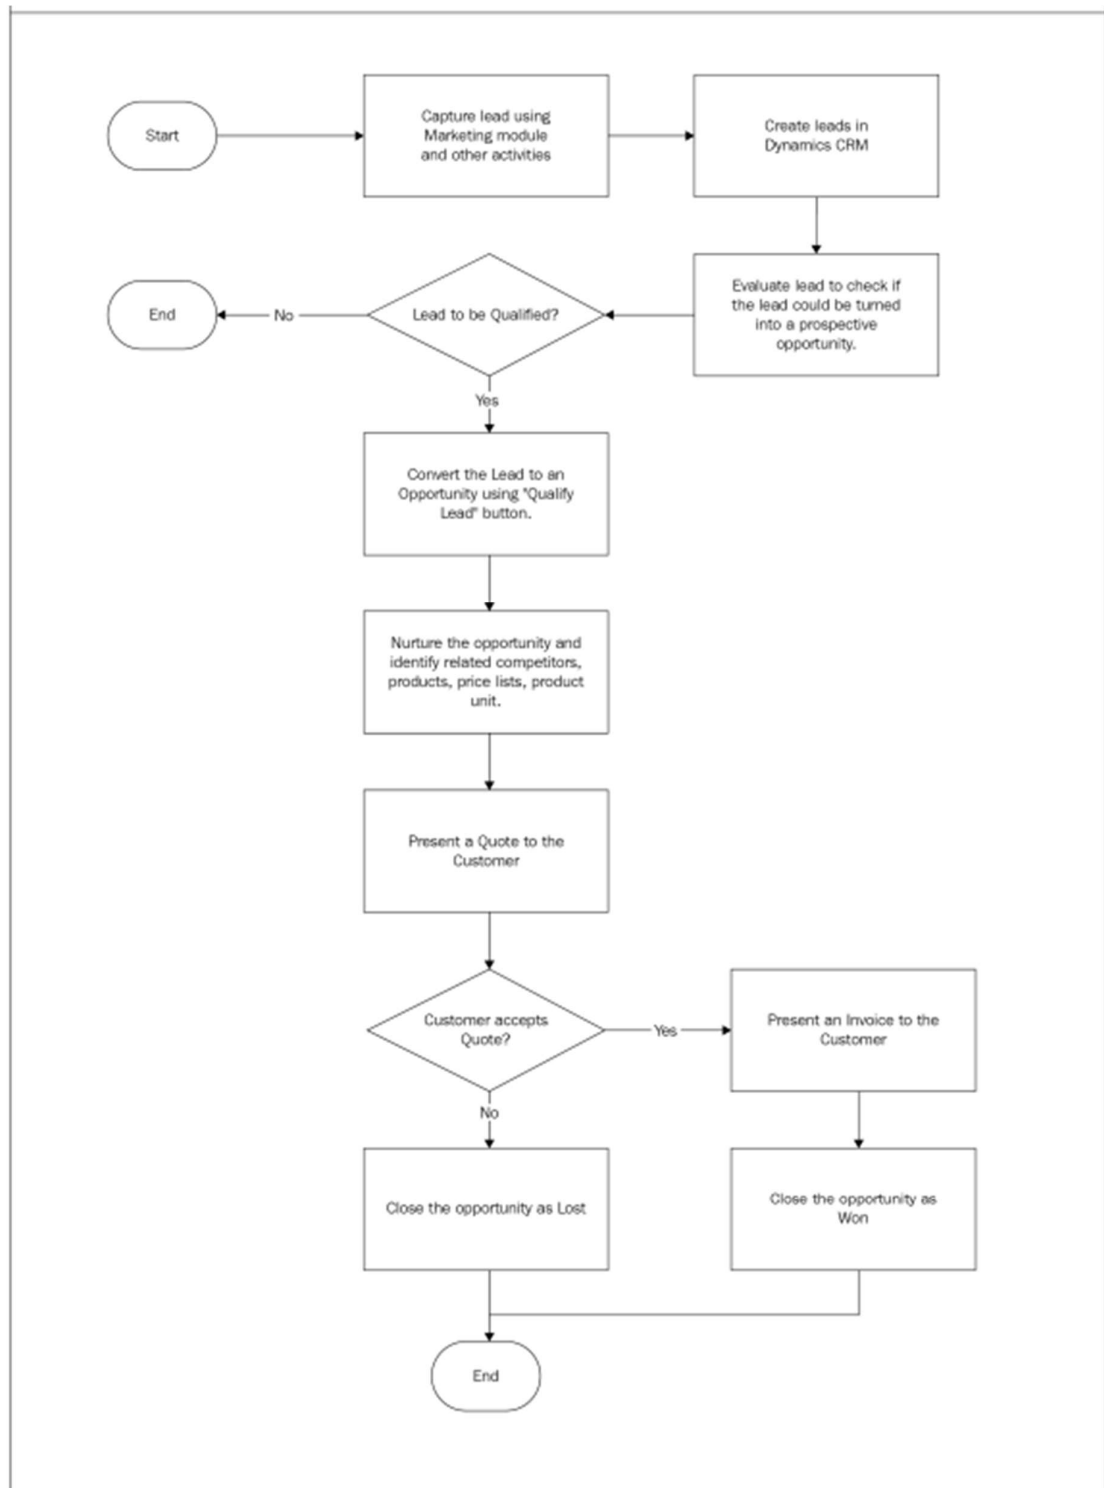 Start
Capture lead using
Marketing module
and other activities
Create leads in
Dynamics CRM
Evaluate lead to check if
the lead could be turned
into a prospective
opportunity.
Lead to be Qualified?
No
End
Yes
Convert the Lead to an
Opportunity using "Qualify
Lead" button.
Nurture the opportunity and
identify related competitors,
products, price lists, product
unit.
Present a Quote to the
Customer
Customer accepts
Quote?
Yes
Present an Invoice to the
Customer
No
Close the opportunity as Lost
Close the opportunity as
Won
End